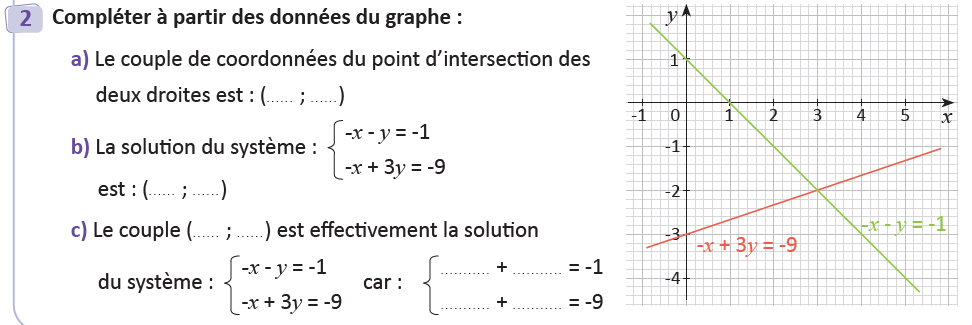 2 Compléter à partir des données du graphe :
a) Le couple de coordonnées du point d'intersection des
deux droites est : (...... ; ......)
b) La solution du système : { -x - y = -1
-x + 3y = -9
est : (...... ; ......)
c) Le couple (...... ; ......) est effectivement la solution
du système : { -x - y = -1 car : { ........... + ........... = -1
-x + 3y = -9 ........... + ........... = -9
y
1
-1 0 1 2 3 4 5 x
-1
-2
-3
-4
-x - y = -1
-x + 3y = -9